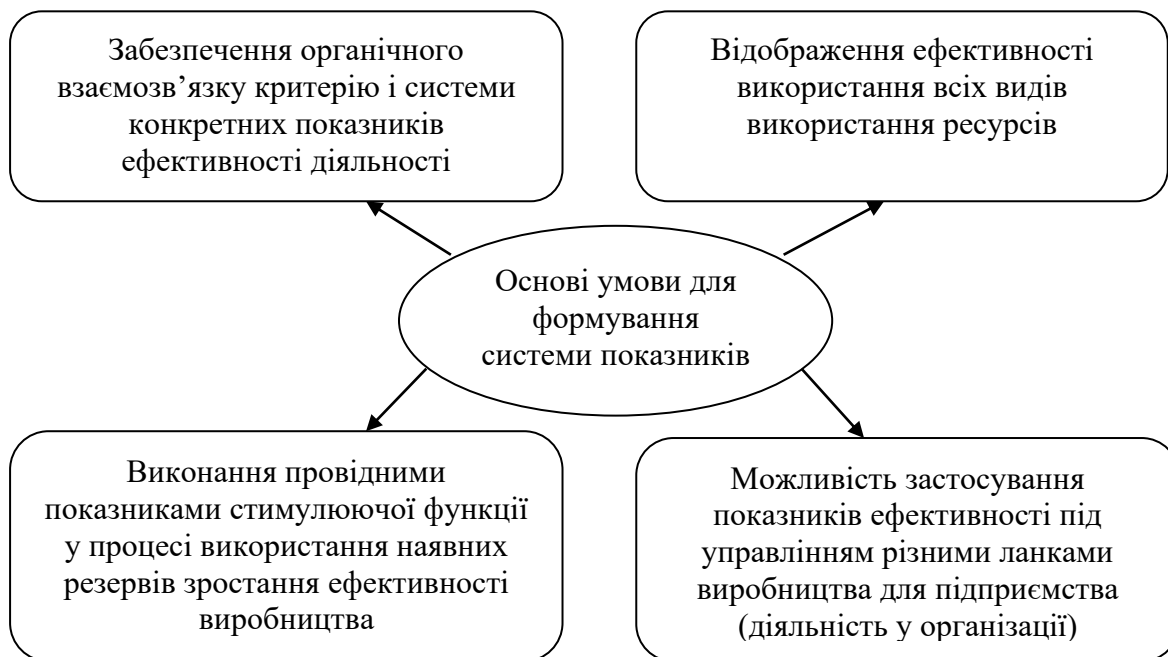 Забезпечення органічного
взаємозв’язку критерію і системи
конкретних показників
ефективності діяльності
Відображення ефективності
використання всіх видів
використання ресурсів
Основі умови для
формування
системи показників
Виконання провідними
показниками стимулюючої функції
у процесі використання наявних
резервів зростання ефективності
виробництва
Можливість застосування
показників ефективності під
управлінням різними ланками
виробництва для підприємства
(діяльність у організації)